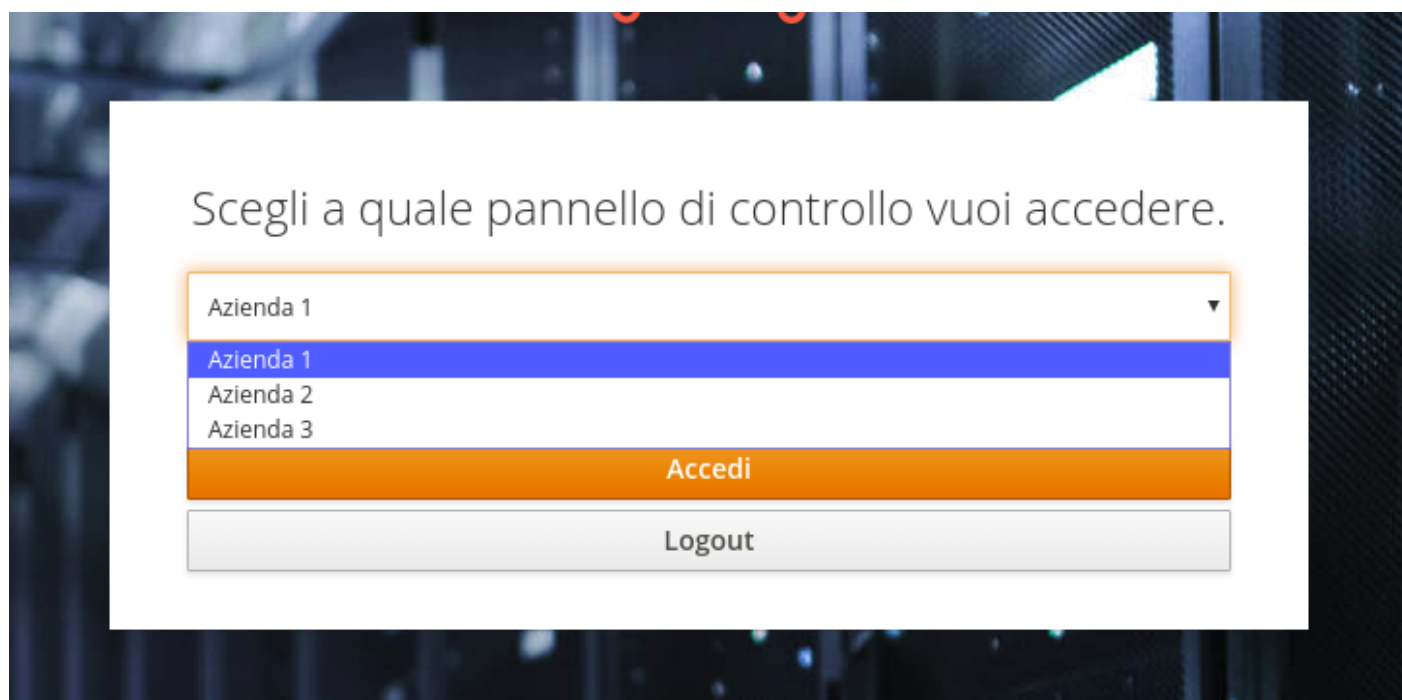 Scegli a quale pannello di controllo vuoi accedere.
Azienda 1
Azienda 1
Azienda 2
Azienda 3
Accedi
Logout